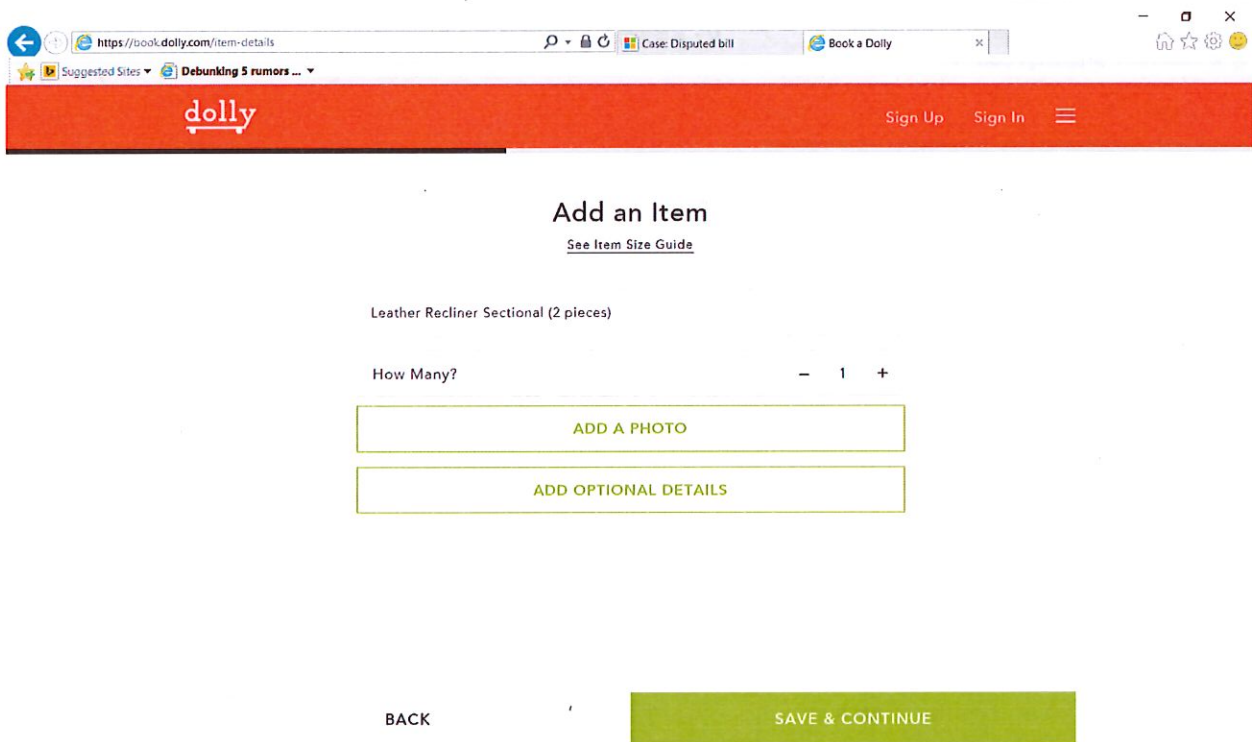 https://book.dolly.com/item-details
Case: Disputed bill
Book a Dolly
Suggested Sites
Debunking 5 rumors ...
dolly
Sign Up
Sign In
Add an Item
See Item Size Guide
Leather Recliner Sectional (2 pieces)
How Many?
− 1 +
ADD A PHOTO
ADD OPTIONAL DETAILS
BACK
SAVE & CONTINUE